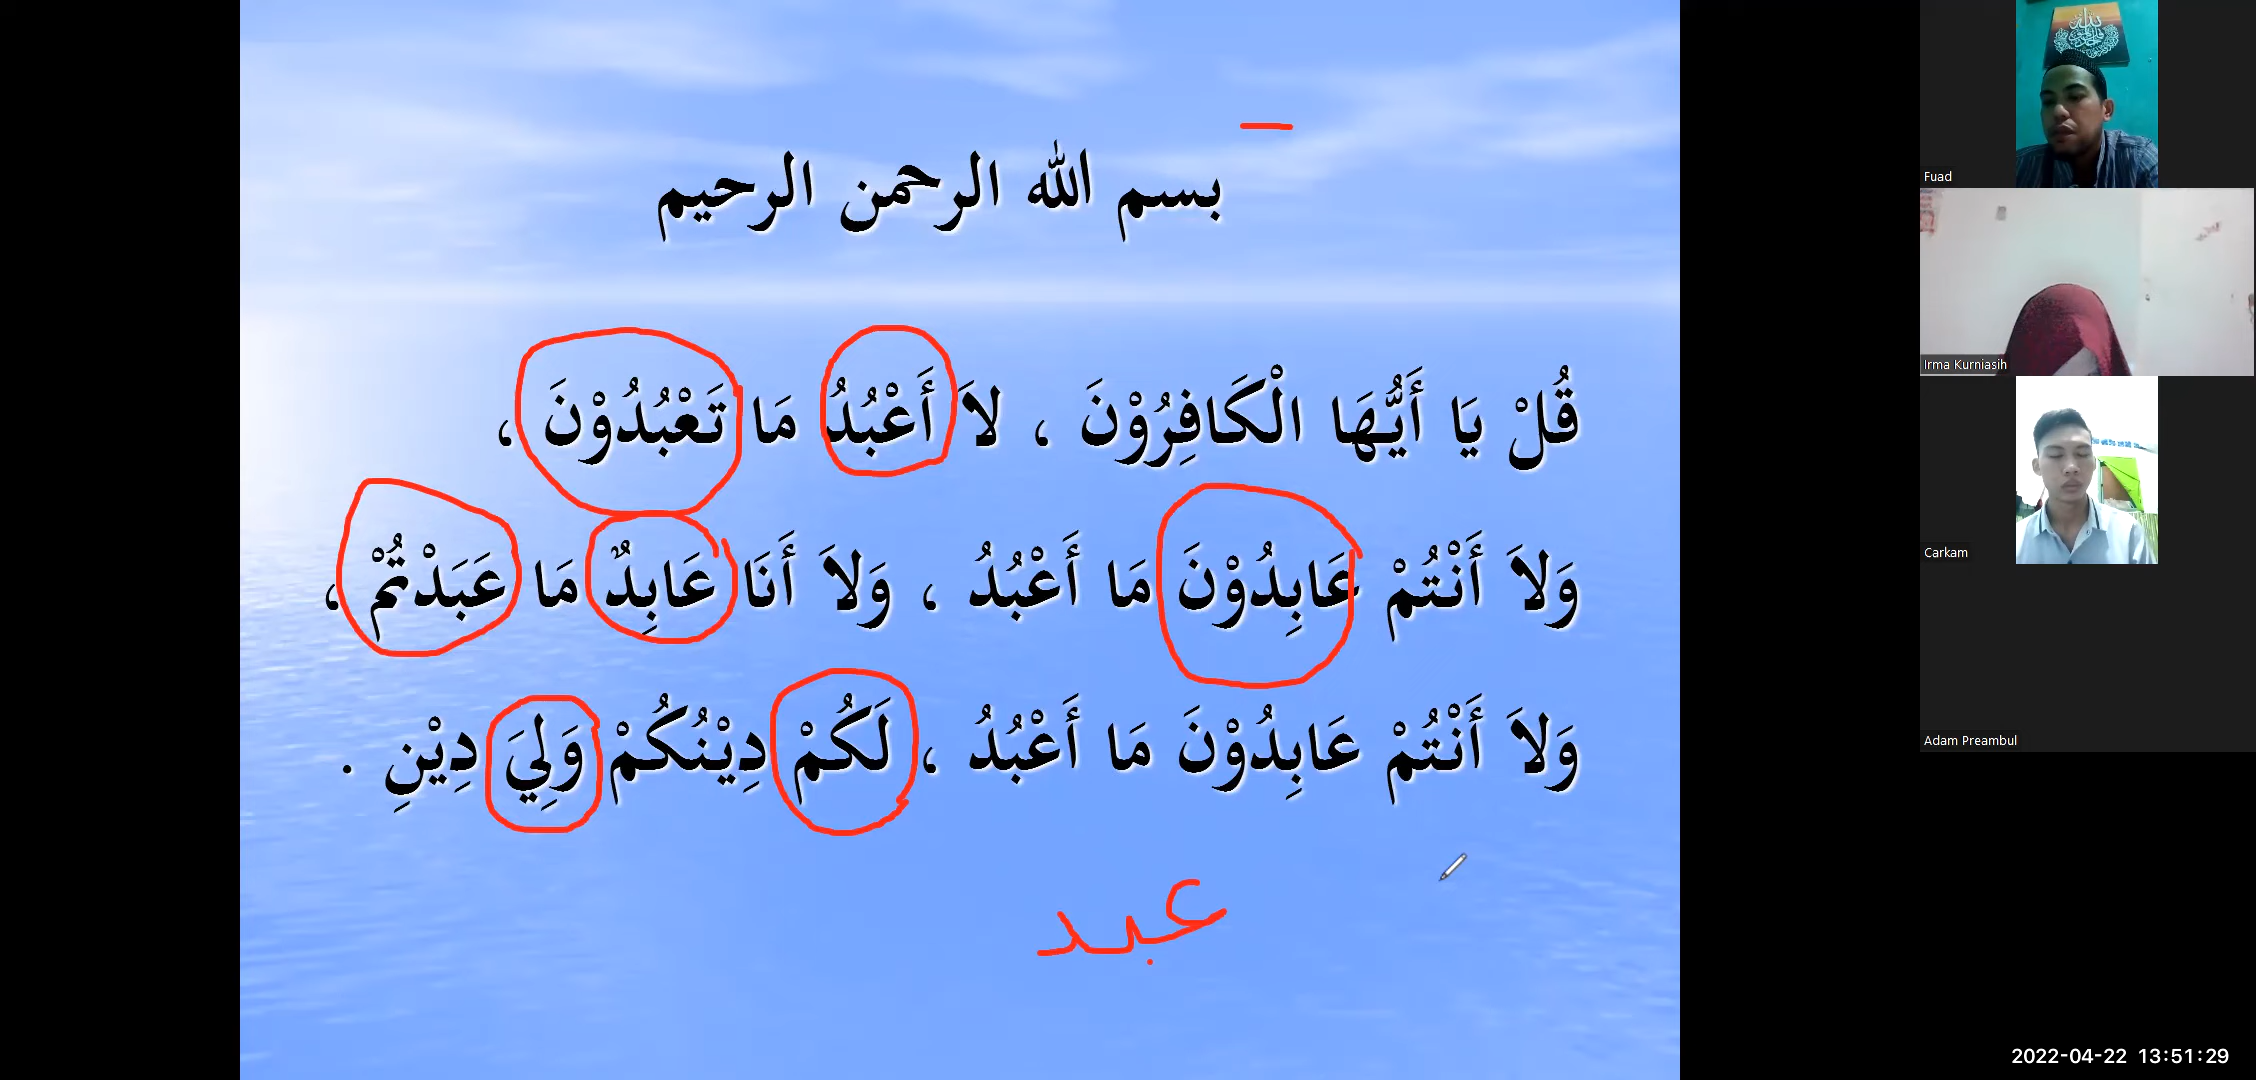 بسم الله الرحمن الرحيم
قُلْ يَا أَيُّهَا الْكَافِرُوْنَ ، لاَ أَعْبُدُ مَا تَعْبُدُوْنَ ،
وَلاَ أَنْتُمْ عَابِدُوْنَ مَا أَعْبُدُ ، وَلاَ أَنَا عَابِدٌ مَا عَبَدْتُمْ ،
وَلاَ أَنْتُمْ عَابِدُوْنَ مَا أَعْبُدُ ، لَكُمْ دِيْنُكُمْ وَلِيَ دِيْنِ .
عبد
Fuad
Irma Kurniasih
Carkam
Adam Preambul
2022-04-22 13:51:29